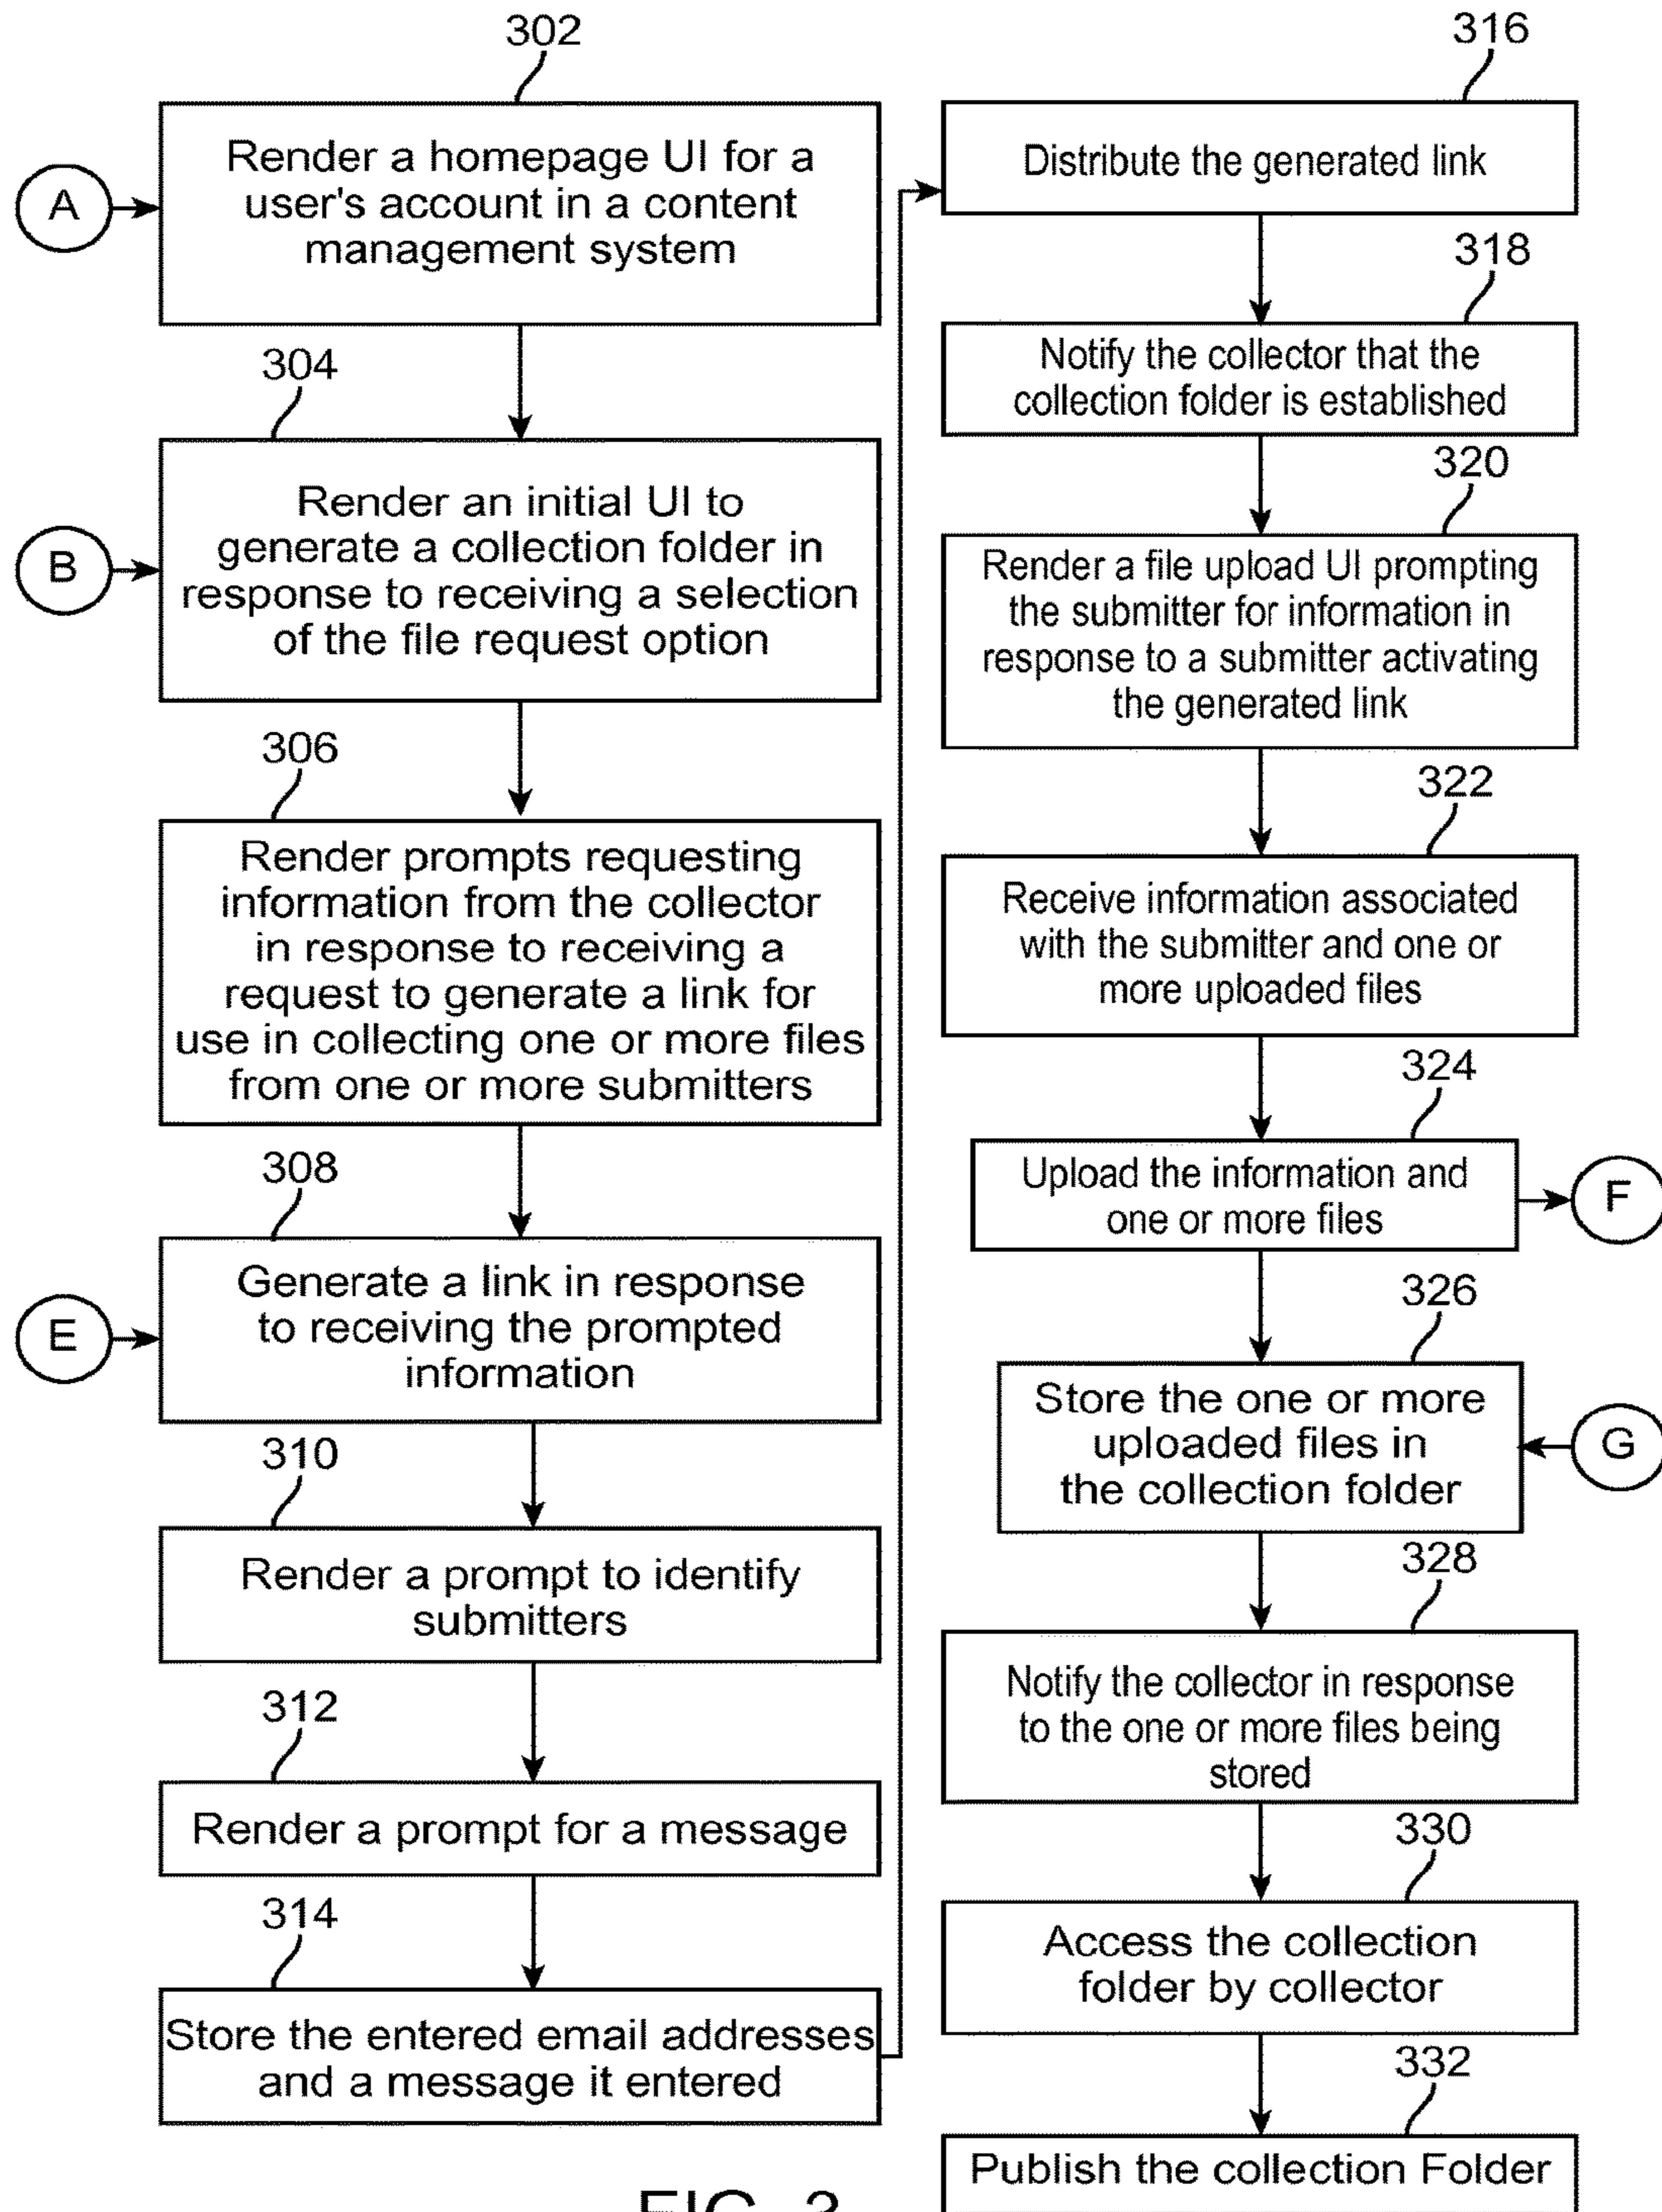 302
A
Render a homepage UI for a
user's account in a content
management system
304
B
Render an initial UI to
generate a collection folder in
response to receiving a selection
of the file request option
306
Render prompts requesting
information from the collector
in response to receiving a
request to generate a link for
use in collecting one or more files
from one or more submitters
308
E
Generate a link in response
to receiving the prompted
information
310
Render a prompt to identify
submitters
312
Render a prompt for a message
314
Store the entered email addresses
and a message it entered
316
Distribute the generated link
318
Notify the collector that the
collection folder is established
320
Render a file upload UI prompting
the submitter for information in
response to a submitter activating
the generated link
322
Receive information associated
with the submitter and one or
more uploaded files
324
Upload the information and
one or more files
F
326
Store the one or more
uploaded files in
the collection folder
G
328
Notify the collector in response
to the one or more files being
stored
330
Access the collection
folder by collector
332
Publish the collection Folder
FIG. 3